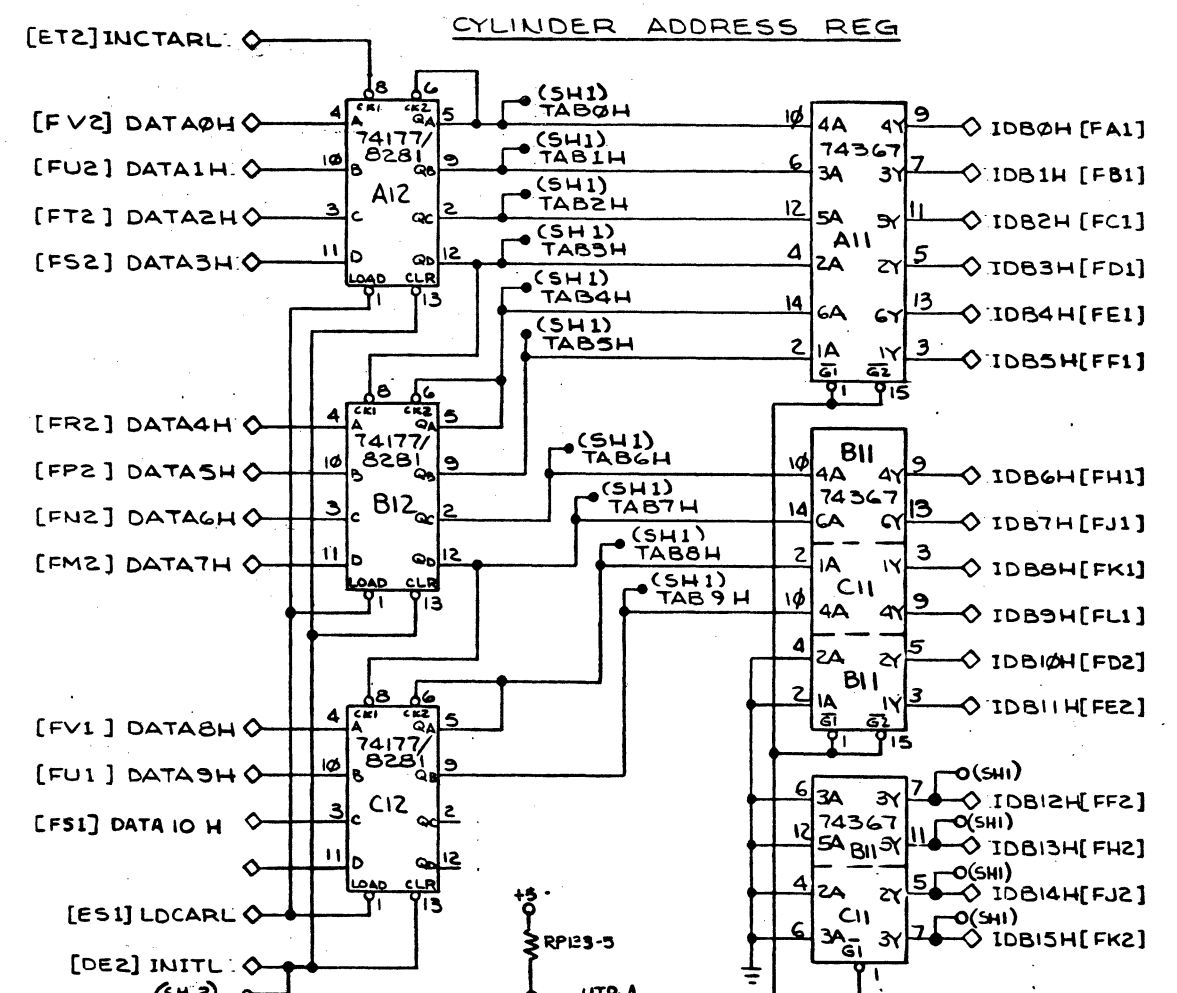 CYLINDER ADDRESS REG
[ET2] INCTARL
[FV2] DATAØH
[FU2] DATA1H
[FT2] DATA2H
[FS2] DATA3H
8 6
CK1 CK2
4 A QA 5
74177/
8281
1Ø B QB 9
A12
3 C QC 2
11 D QD 12
LOAD CLR
1 13
(SH1)
TABØH
(SH1)
TAB1H
(SH1)
TAB2H
(SH1)
TAB3H
(SH1)
TAB4H
(SH1)
TAB5H
1Ø 4A 4Y 9
74367
6 3A 3Y 7
12 5A 5Y 11
A11
4 2A 2Y 5
14 6A 6Y 13
2 1A 1Y 3
G1 G2
1 15
IDBØH [FA1]
IDB1H [FB1]
IDB2H [FC1]
IDB3H [FD1]
IDB4H [FE1]
IDB5H [FF1]
[FR2] DATA4H
[FP2] DATA5H
[FN2] DATA6H
[FM2] DATA7H
8 6
CK1 CK2
4 A QA 5
74177/
8281
1Ø B QB 9
B12
3 C QC 2
11 D QD 12
LOAD CLR
1 13
(SH1)
TAB6H
(SH1)
TAB7H
(SH1)
TAB8H
(SH1)
TAB9H
B11
1Ø 4A 4Y 9
74367
14 6A 6Y 13
2 1A 1Y 3
C11
1Ø 4A 4Y 9
4 2A 2Y 5
B11
2 1A 1Y 3
G1 G2
1 15
IDB6H [FH1]
IDB7H [FJ1]
IDB8H [FK1]
IDB9H [FL1]
IDB1ØH [FD2]
IDB11H [FE2]
[FV1] DATA8H
[FU1] DATA9H
[FS1] DATA 10 H
8 6
CK1 CK2
4 A QA 5
74177/
8281
1Ø B QB 9
C12
3 C QC 2
11 D QD 12
LOAD CLR
1 13
[ES1] LDCARL
[DE2] INITL
+5
RP123-5
6 3A 3Y 7
74367
12 5A B11 5Y 11
4 2A 2Y 5
C11
6 3A 3Y 7
G1
1
(SH1)
IDB12H [FF2]
(SH1)
IDB13H [FH2]
(SH1)
IDB14H [FJ2]
(SH1)
IDB15H [FK2]